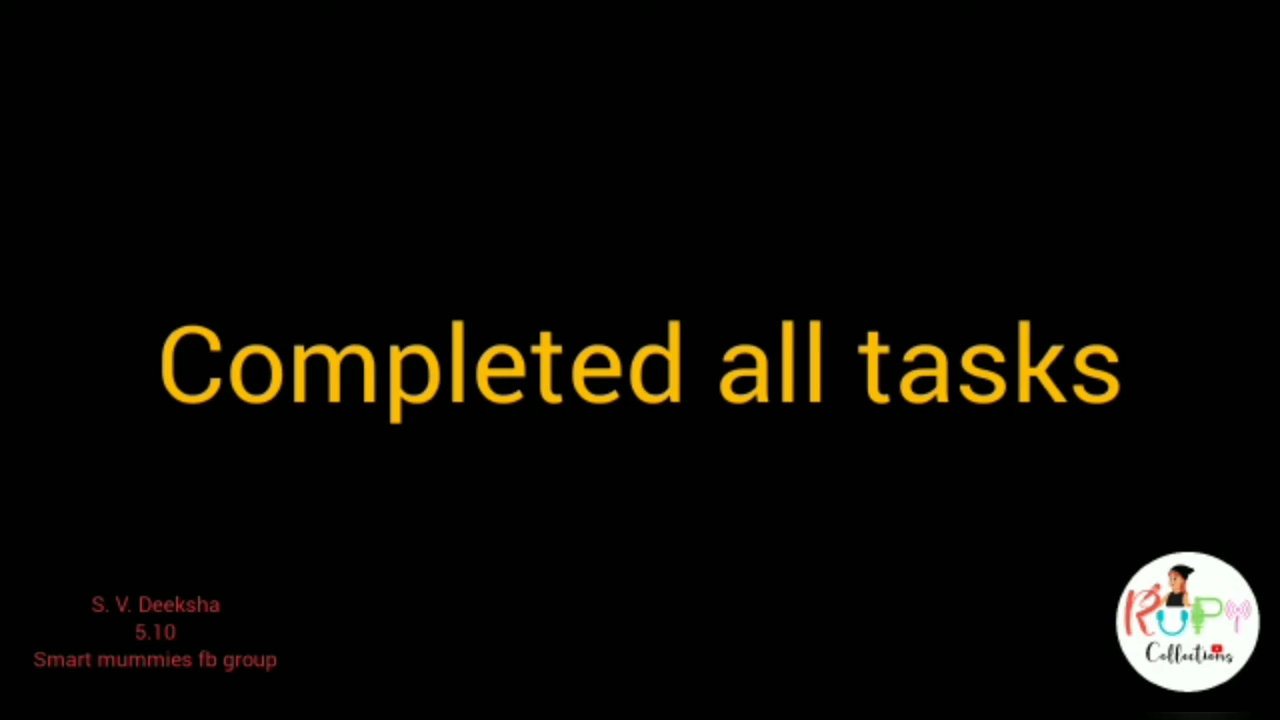 Completed all tasks
S. V. Deeksha
5.10
Smart mummies fb group
RUPi
Collections